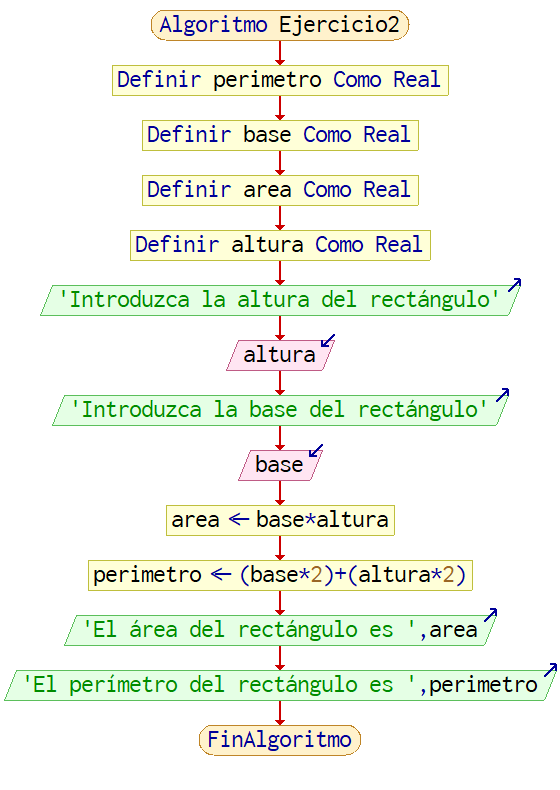 Algoritmo Ejercicio2
Definir perimetro Como Real
Definir base Como Real
Definir area Como Real
Definir altura Como Real
'Introduzca la altura del rectángulo'
altura
'Introduzca la base del rectángulo'
base
area ← base*altura
perimetro ← (base*2)+(altura*2)
'El área del rectángulo es ',area
'El perímetro del rectángulo es ',perimetro
FinAlgoritmo